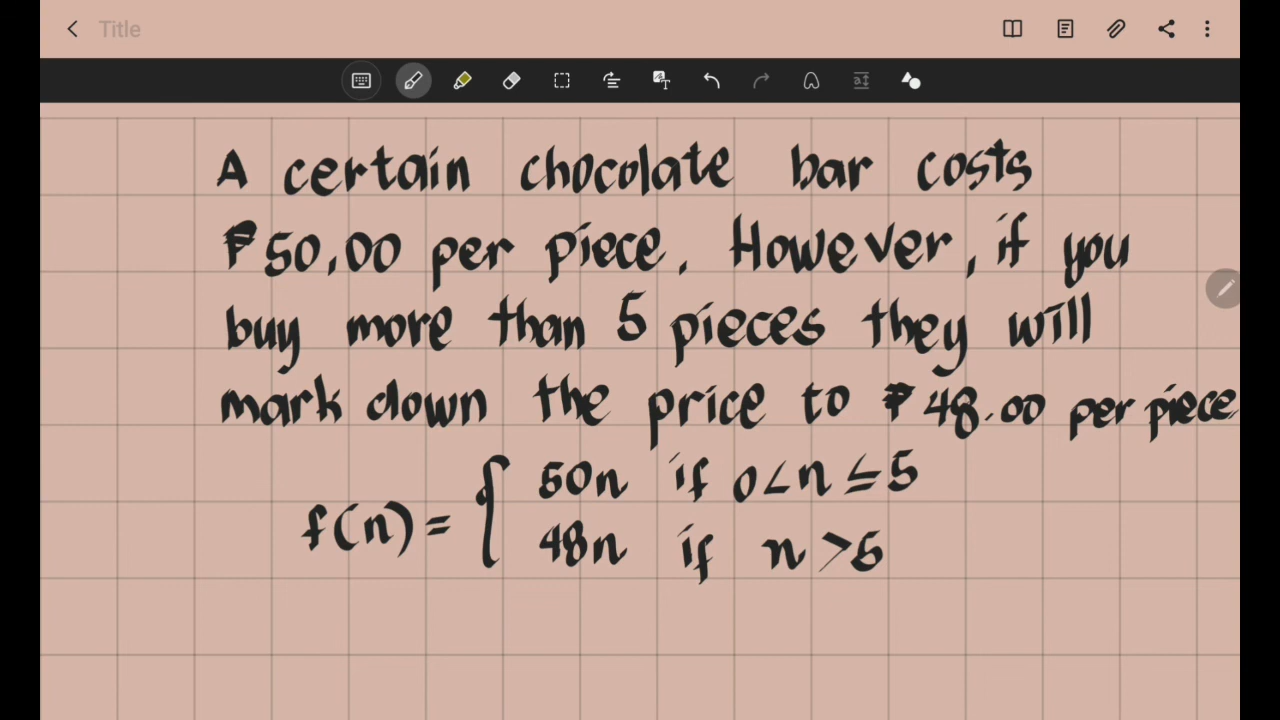 Title
A certain chocolate bar costs
₱50.00 per piece. However, if you
buy more than 5 pieces they will
mark down the price to ₱48.00 per piece
f(n) = { 50n if 0<n≤5
48n if n>5